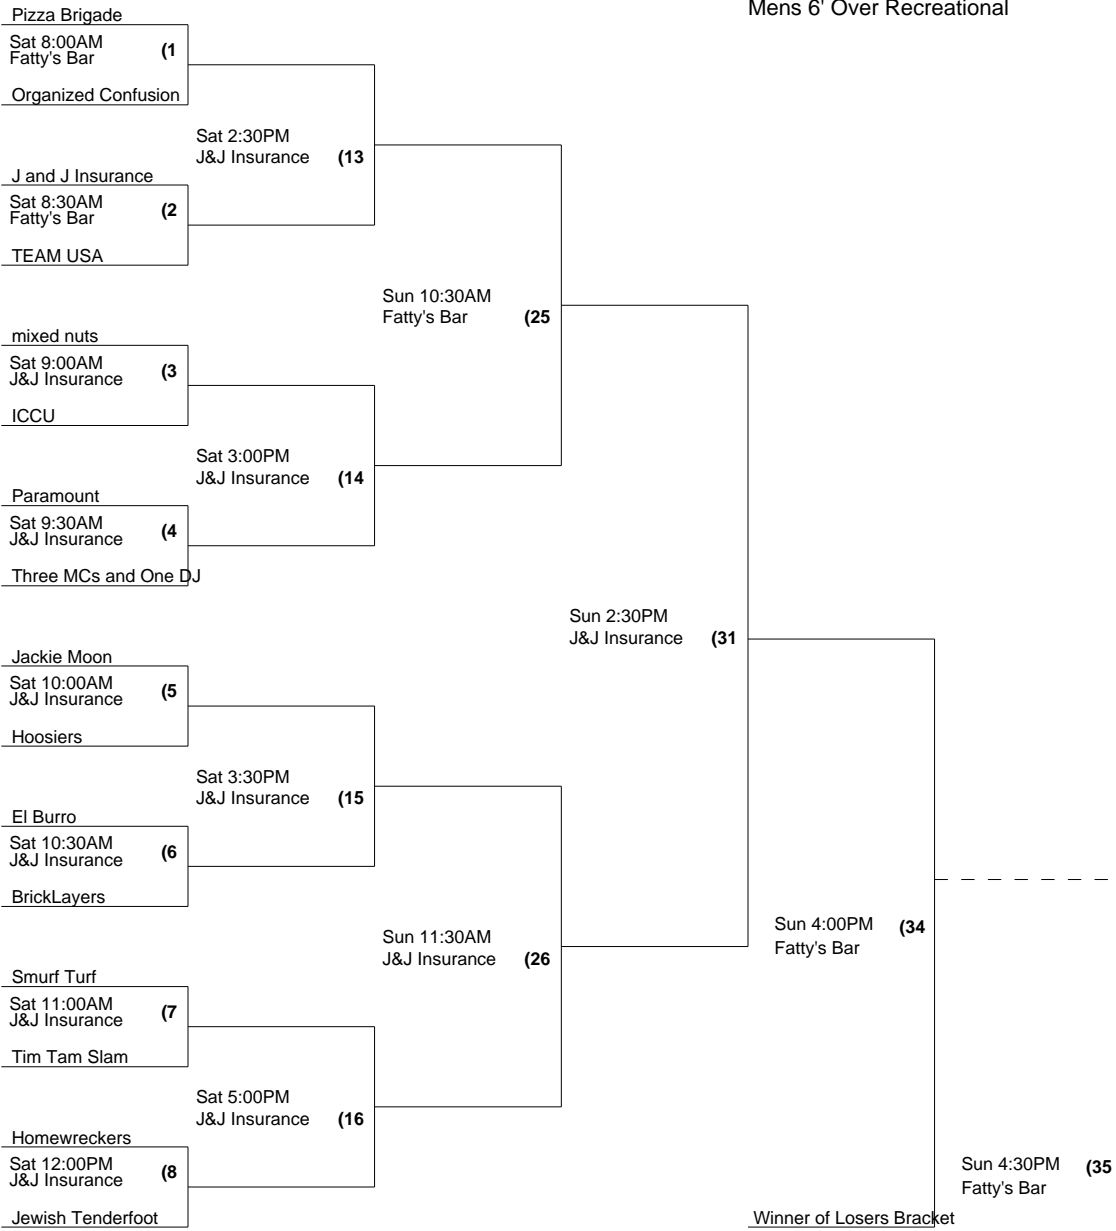 Mens 6' Over Recreational
Pizza Brigade
Sat 8:00AM
Fatty's Bar (1
Organized Confusion
Sat 2:30PM
J&J Insurance (13
J and J Insurance
Sat 8:30AM
Fatty's Bar (2
TEAM USA
Sun 10:30AM
Fatty's Bar (25
mixed nuts
Sat 9:00AM
J&J Insurance (3
ICCU
Sat 3:00PM
J&J Insurance (14
Paramount
Sat 9:30AM
J&J Insurance (4
Three MCs and One DJ
Sun 2:30PM
J&J Insurance (31
Jackie Moon
Sat 10:00AM
J&J Insurance (5
Hoosiers
Sat 3:30PM
J&J Insurance (15
El Burro
Sat 10:30AM
J&J Insurance (6
BrickLayers
Sun 4:00PM (34
Fatty's Bar
Sun 11:30AM
J&J Insurance (26
Smurf Turf
Sat 11:00AM
J&J Insurance (7
Tim Tam Slam
Sat 5:00PM
J&J Insurance (16
Homewreckers
Sat 12:00PM
J&J Insurance (8
Jewish Tenderfoot
Sun 4:30PM (35
Fatty's Bar
Winner of Losers Bracket